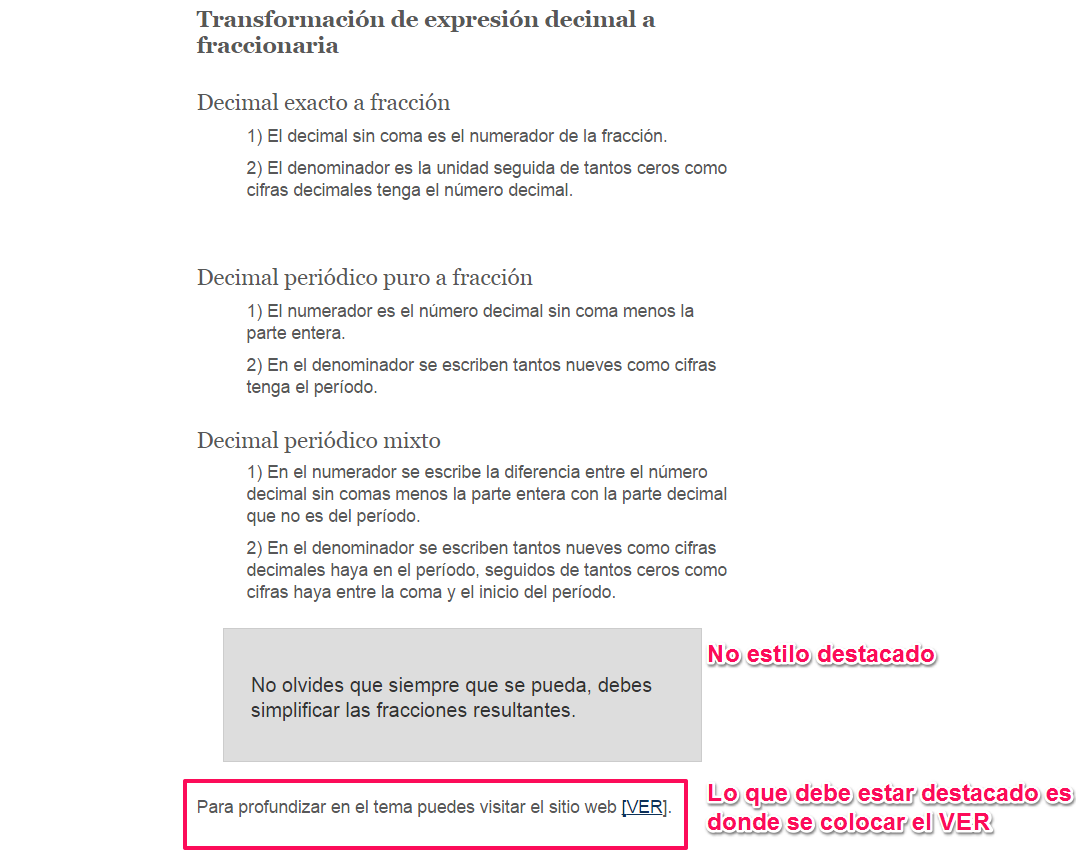 Transformación de expresión decimal a
fraccionaria
Decimal exacto a fracción
1) El decimal sin coma es el numerador de la fracción.
2) El denominador es la unidad seguida de tantos ceros como
cifras decimales tenga el número decimal.
Decimal periódico puro a fracción
1) El numerador es el número decimal sin coma menos la
parte entera.
2) En el denominador se escriben tantos nueves como cifras
tenga el período.
Decimal periódico mixto
1) En el numerador se escribe la diferencia entre el número
decimal sin comas menos la parte entera con la parte decimal
que no es del período.
2) En el denominador se escriben tantos nueves como cifras
decimales haya en el período, seguidos de tantos ceros como
cifras haya entre la coma y el inicio del período.
No estilo destacado
No olvides que siempre que se pueda, debes
simplificar las fracciones resultantes.
Para profundizar en el tema puedes visitar el sitio web [VER].
Lo que debe estar destacado es
donde se colocar el VER